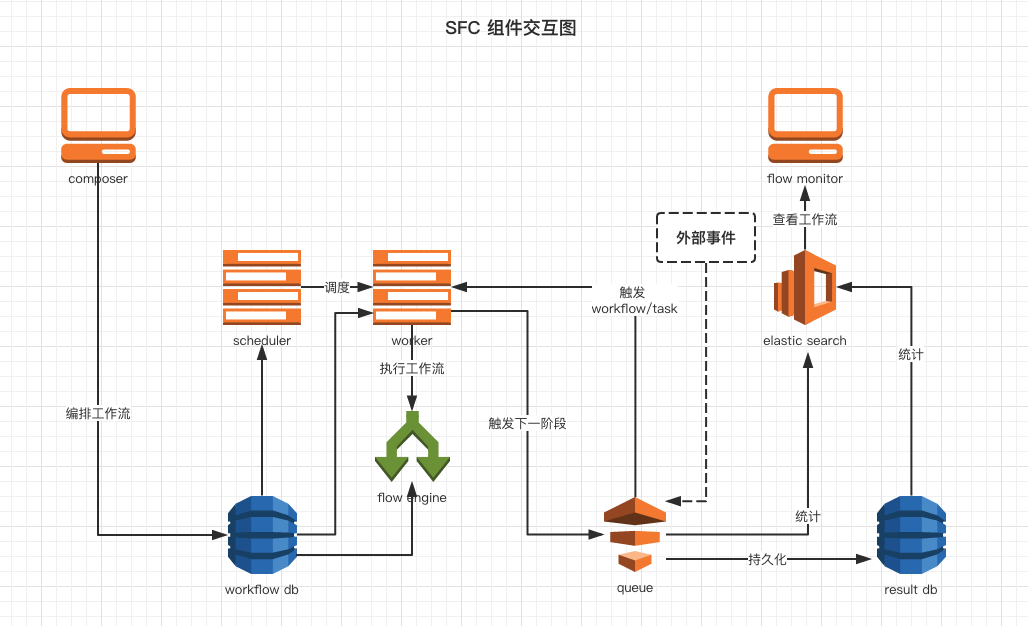 SFC 组件交互图
composer
flow monitor
查看工作流
外部事件
调度
触发
workflow/task
scheduler
worker
elastic search
统计
执行工作流
编排工作流
触发下一阶段
flow engine
统计
持久化
workflow db
queue
result db